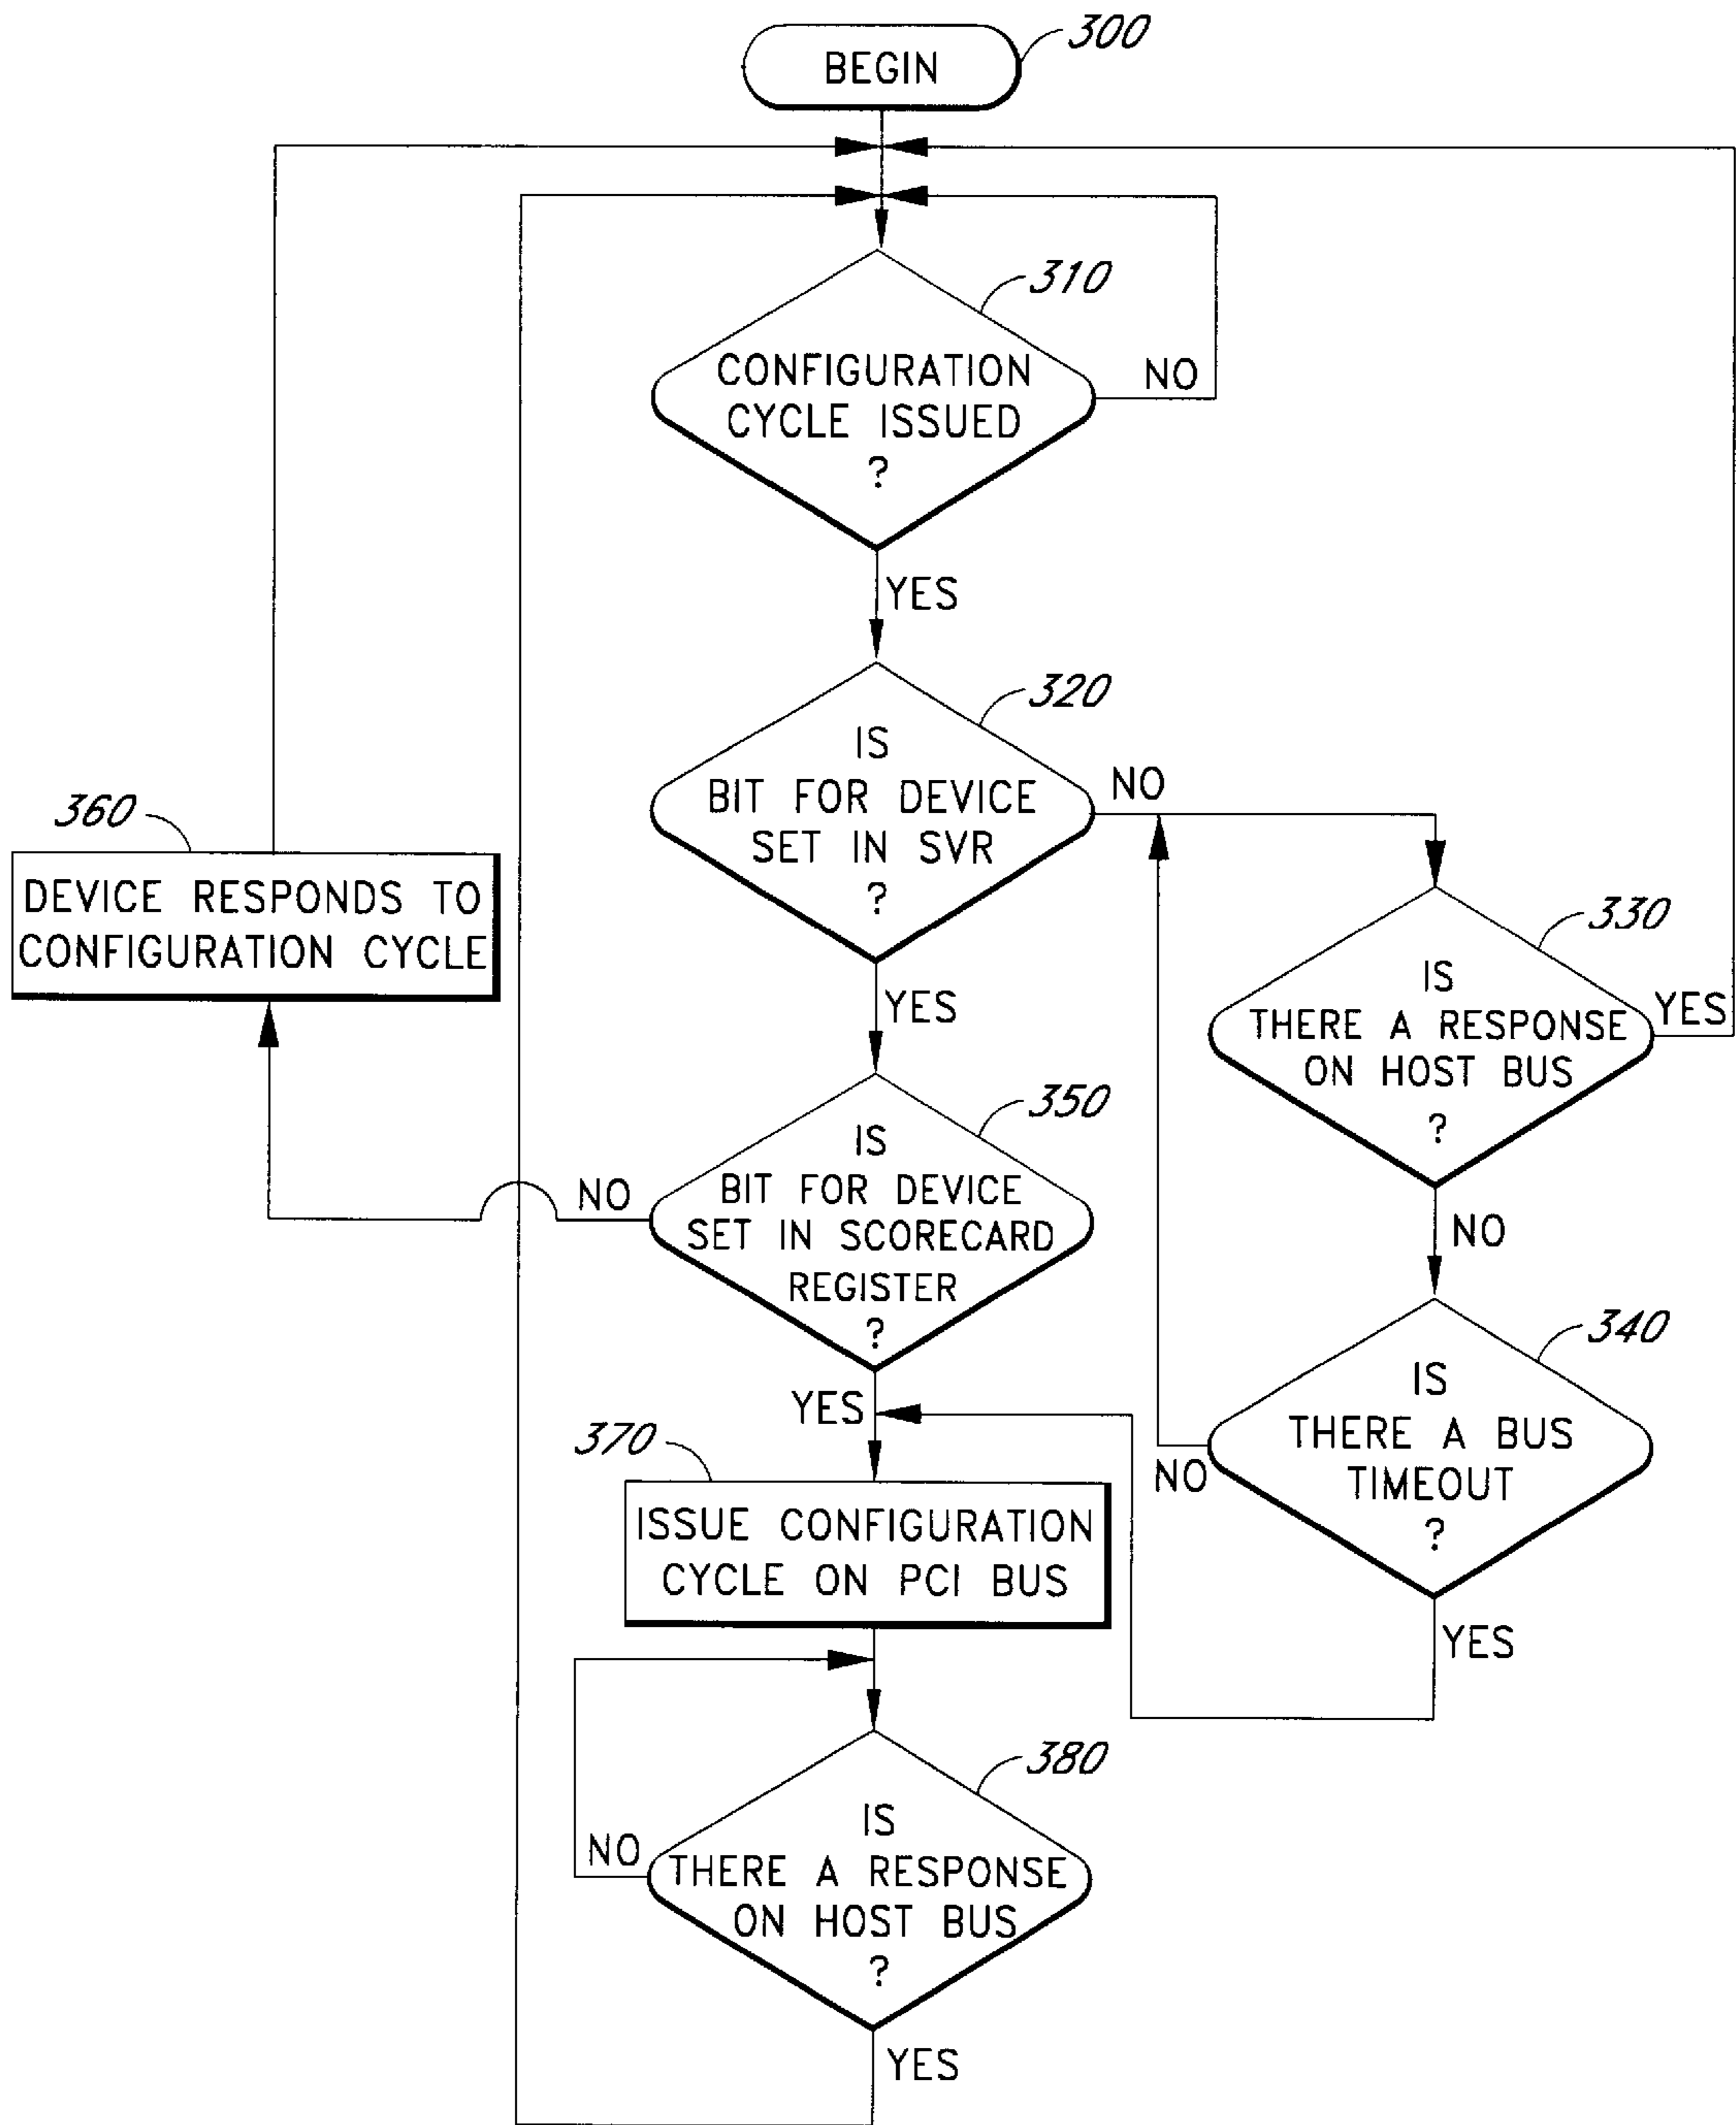 300
BEGIN
310
CONFIGURATION
CYCLE ISSUED
?
NO
YES
320
IS
BIT FOR DEVICE
SET IN SVR
?
NO
YES
360
DEVICE RESPONDS TO
CONFIGURATION CYCLE
330
IS
THERE A RESPONSE
ON HOST BUS
?
YES
NO
350
IS
BIT FOR DEVICE
SET IN SCORECARD
REGISTER
?
NO
YES
340
IS
THERE A BUS
TIMEOUT
?
NO
YES
370
ISSUE CONFIGURATION
CYCLE ON PCI BUS
380
IS
THERE A RESPONSE
ON HOST BUS
?
NO
YES